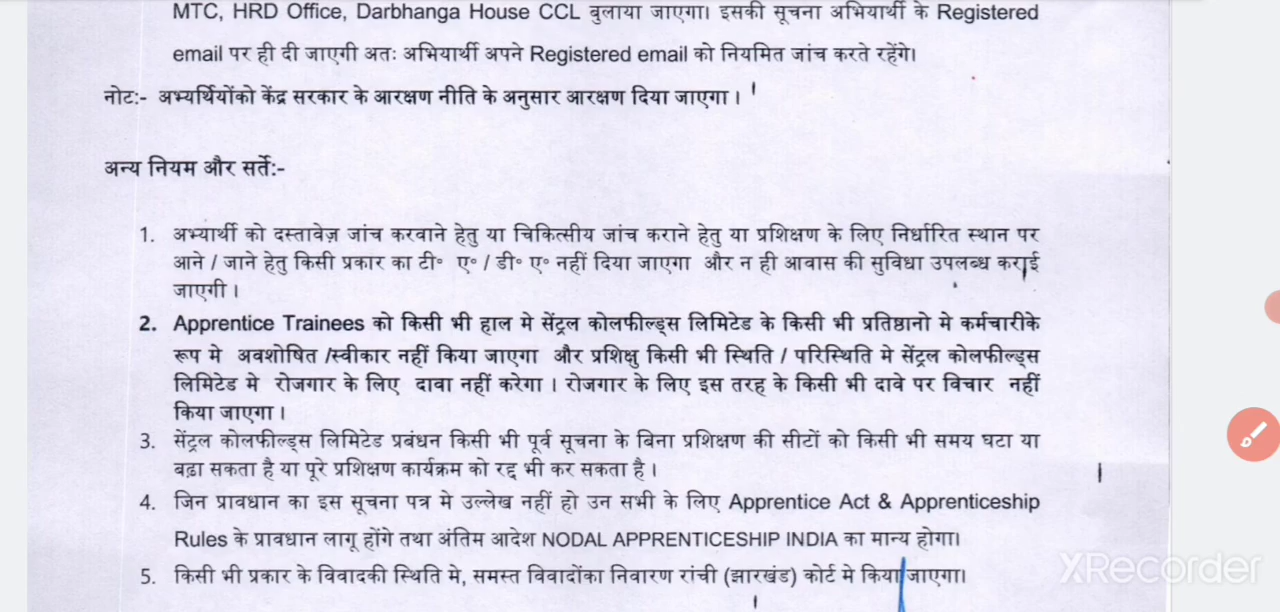 MTC, HRD Office, Darbhanga House CCL बुलाया जाएगा। इसकी सूचना अभियार्थी के Registered
email पर ही दी जाएगी अतः अभियार्थी अपने Registered email को नियमित जांच करते रहेंगे।
नोट:- अभ्यर्थियोंको केंद्र सरकार के आरक्षण नीति के अनुसार आरक्षण दिया जाएगा ।
अन्य नियम और सर्ते:-
1. अभ्यार्थी को दस्तावेज़ जांच करवाने हेतु या चिकित्सीय जांच कराने हेतु या प्रशिक्षण के लिए निर्धारित स्थान पर
आने / जाने हेतु किसी प्रकार का टी॰ ए॰ / डी॰ ए॰ नहीं दिया जाएगा और न ही आवास की सुविधा उपलब्ध कराई
जाएगी ।
2. Apprentice Trainees को किसी भी हाल मे सेंट्रल कोलफील्ड्स लिमिटेड के किसी भी प्रतिष्ठानो मे कर्मचारीके
रूप मे अवशोषित /स्वीकार नहीं किया जाएगा और प्रशिक्षु किसी भी स्थिति / परिस्थिति मे सेंट्रल कोलफील्ड्स
लिमिटेड मे रोजगार के लिए दावा नहीं करेगा । रोजगार के लिए इस तरह के किसी भी दावे पर विचार नहीं
किया जाएगा ।
3. सेंट्रल कोलफील्ड्स लिमिटेड प्रबंधन किसी भी पूर्व सूचना के बिना प्रशिक्षण की सीटों को किसी भी समय घटा या
बढ़ा सकता है या पूरे प्रशिक्षण कार्यक्रम को रद्द भी कर सकता है ।
4. जिन प्रावधान का इस सूचना पत्र मे उल्लेख नहीं हो उन सभी के लिए Apprentice Act & Apprenticeship
Rules के प्रावधान लागू होंगे तथा अंतिम आदेश NODAL APPRENTICESHIP INDIA का मान्य होगा।
5. किसी भी प्रकार के विवादकी स्थिति मे, समस्त विवादोंका निवारण रांची (झारखंड) कोर्ट मे किया जाएगा।
XRecorder